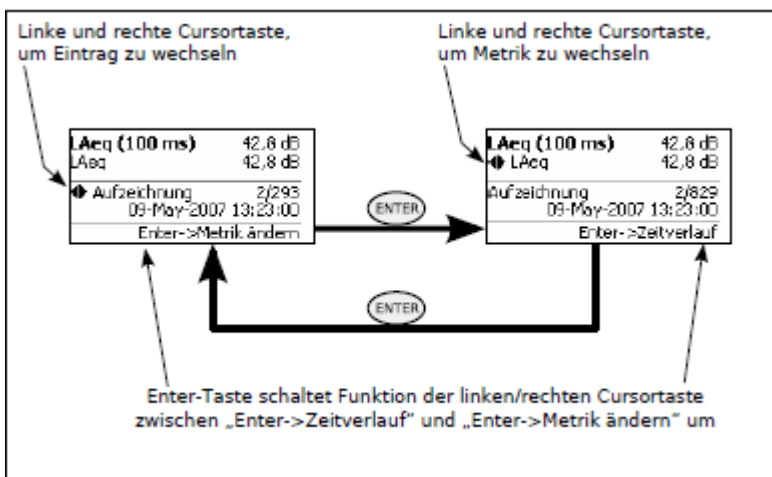 Linke und rechte Cursortaste,
um Eintrag zu wechseln
Linke und rechte Cursortaste,
um Metrik zu wechseln
LAeq (100 ms) 42,8 dB
LAeq 42,8 dB
Aufzeichnung 2/293
09-May-2007 13:23:00
Enter->Metrik ändern
ENTER
LAeq (100 ms) 42,8 dB
LAeq 42,8 dB
Aufzeichnung 2/829
09-May-2007 13:23:00
Enter->Zeitverlauf
ENTER
Enter-Taste schaltet Funktion der linken/rechten Cursortaste
zwischen „Enter->Zeitverlauf" und „Enter->Metrik ändern" um